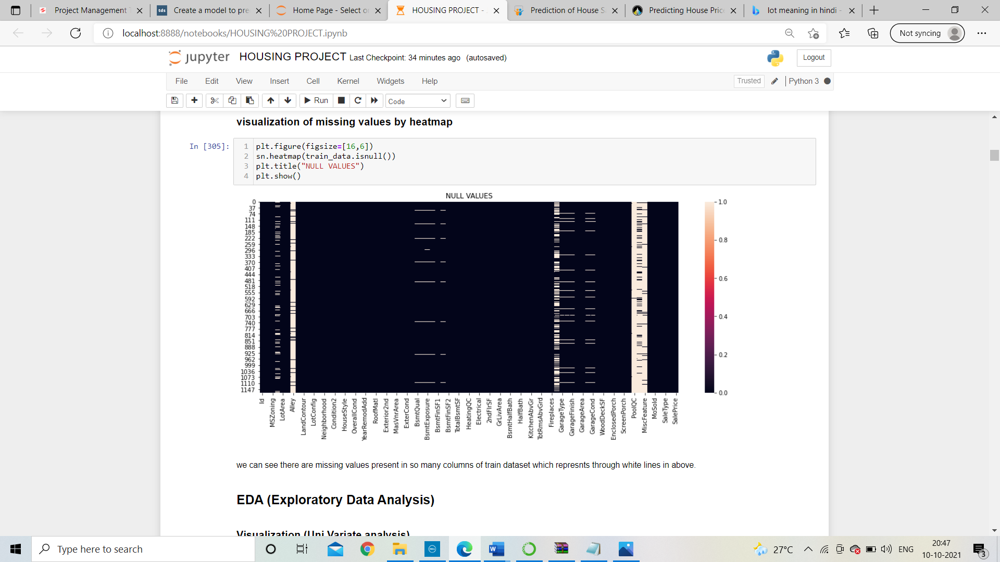 Project Management T
tds Create a model to pre
Home Page - Select o
HOUSING PROJECT -
Prediction of House S
Predicting House Pric
lot meaning in hindi -
localhost:8888/notebooks/HOUSING%20PROJECT.ipynb
Not syncing
jupyter HOUSING PROJECT Last Checkpoint: 34 minutes ago (autosaved)
Logout
File Edit View Insert Cell Kernel Widgets Help
Trusted Python 3
Run Code
visualization of missing values by heatmap
In [305]:
1 plt.figure(figsize=[16,6])
2 sn.heatmap(train_data.isnull())
3 plt.title("NULL VALUES")
4 plt.show()
NULL VALUES
0
37
74
111
148
185
222
259
296
333
370
407
444
481
518
555
592
629
666
703
740
777
814
851
888
925
962
999
1036
1073
1110
1147
Id
MSZoning
LotArea
Alley
LandContour
LotConfig
Neighborhood
Condition2
HouseStyle
OverallCond
YearRemodAdd
RoofMatl
Exterior2nd
MasVnrArea
ExterCond
BsmtQual
BsmtExposure
BsmtFinSF1
BsmtFinSF2
TotalBsmtSF
HeatingQC
Electrical
2ndFlrSF
GrLivArea
BsmtHalfBath
HalfBath
KitchenAbvGr
TotRmsAbvGrd
Fireplaces
GarageType
GarageFinish
GarageArea
GarageCond
WoodDeckSF
EnclosedPorch
ScreenPorch
PoolQC
MiscFeature
MoSold
SaleType
SalePrice
1.0
0.8
0.6
0.4
0.2
0.0
we can see there are missing values present in so many columns of train dataset which represnts through white lines in above.
EDA (Exploratory Data Analysis)
Visualization (Uni Variate analysis)
Type here to search
DELL
27°C
ENG
20:47
10-10-2021
3